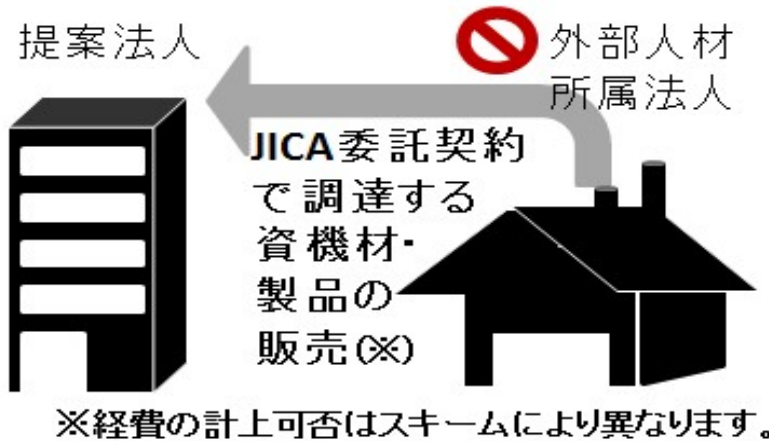 提案法人
外部人材
所属法人
JICA委託契約
で調達する
資機材・
製品の
販売(※)
※経費の計上可否はスキームにより異なります。